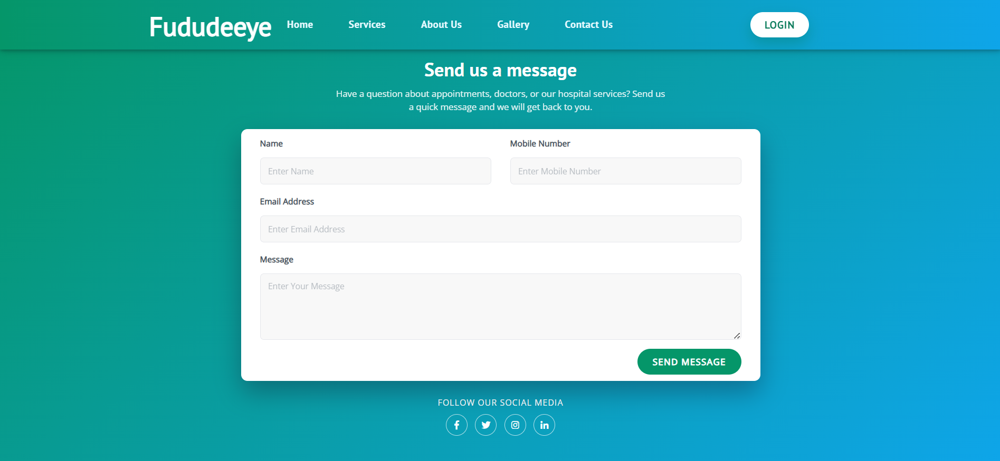 Fududeeye
Home
Services
About Us
Gallery
Contact Us
LOGIN
Send us a message
Have a question about appointments, doctors, or our hospital services? Send us
a quick message and we will get back to you.
Name
Mobile Number
Enter Name
Enter Mobile Number
Email Address
Enter Email Address
Message
Enter Your Message
SEND MESSAGE
FOLLOW OUR SOCIAL MEDIA